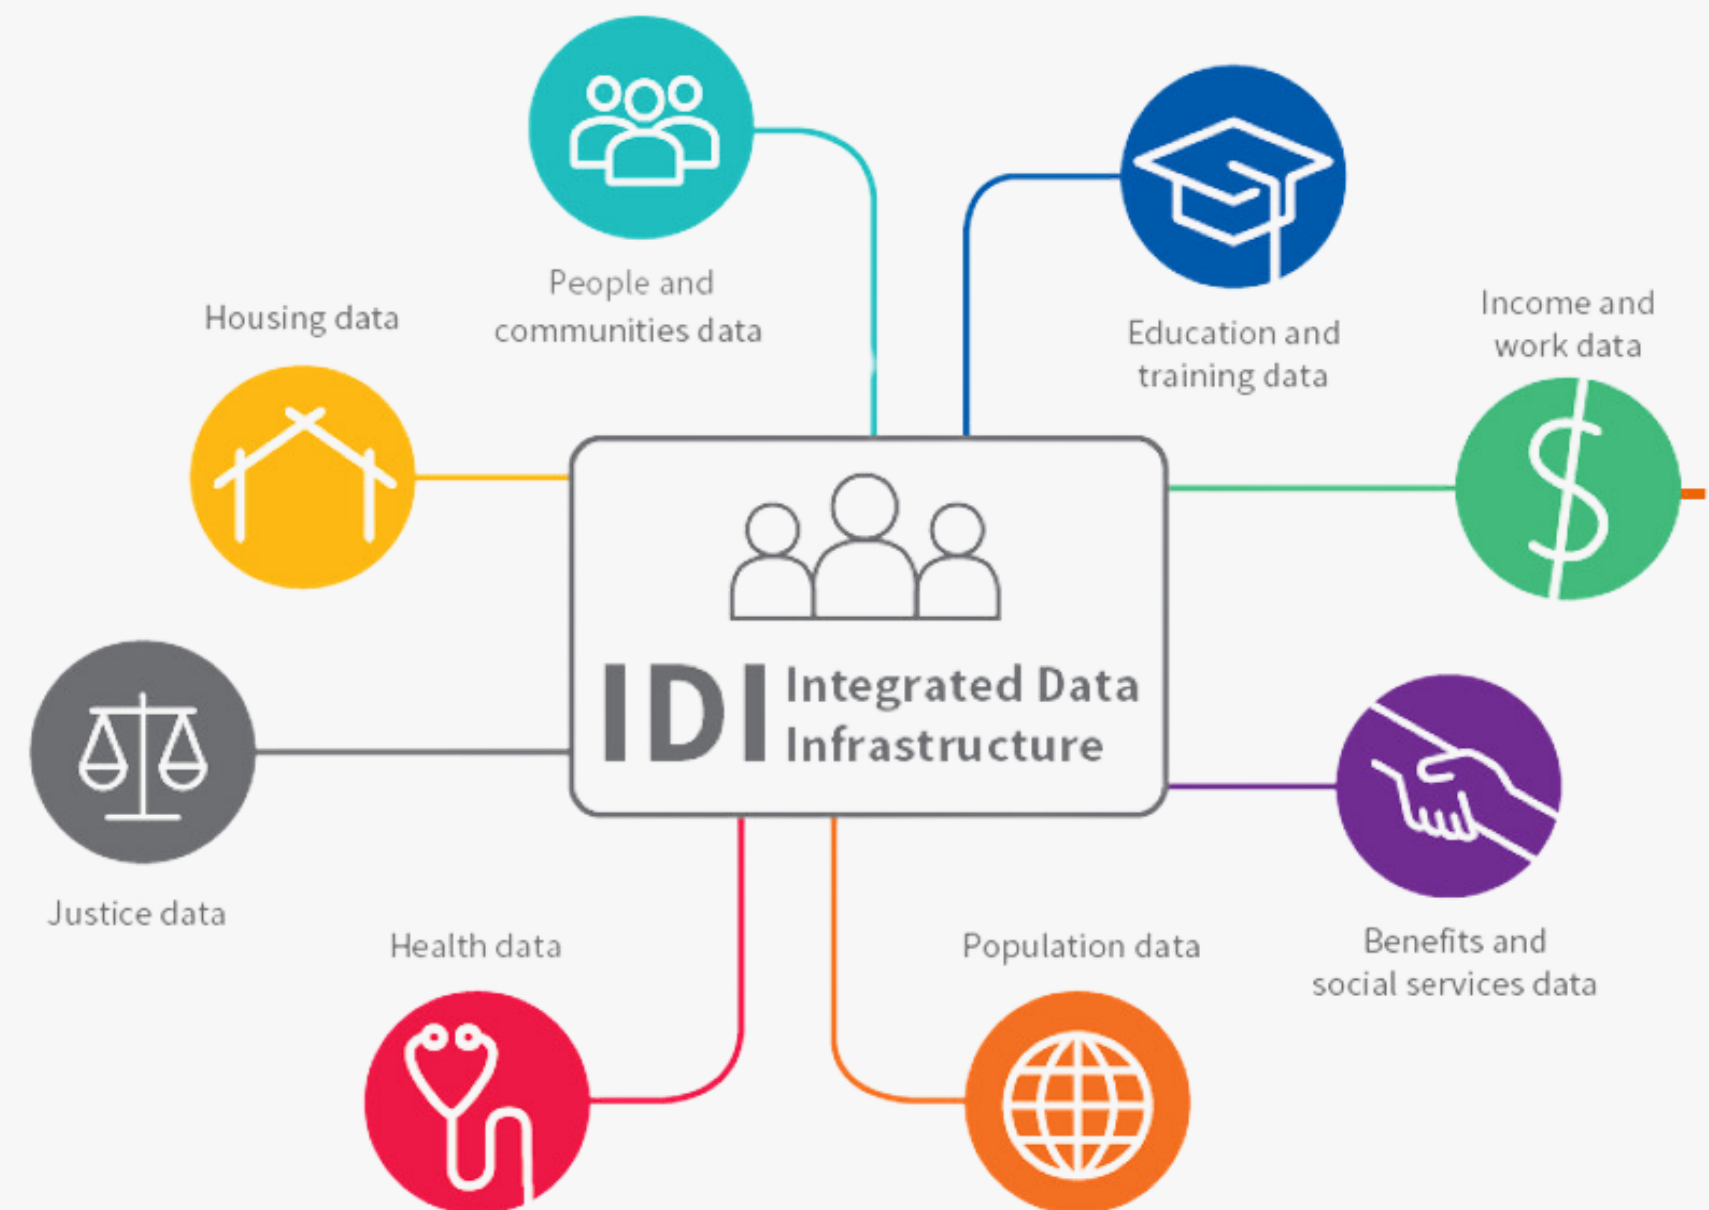 People and
communities data
Education and
training data
Housing data
Income and
work data
IDI
Integrated Data
Infrastructure
Justice data
Health data
Population data
Benefits and
social services data